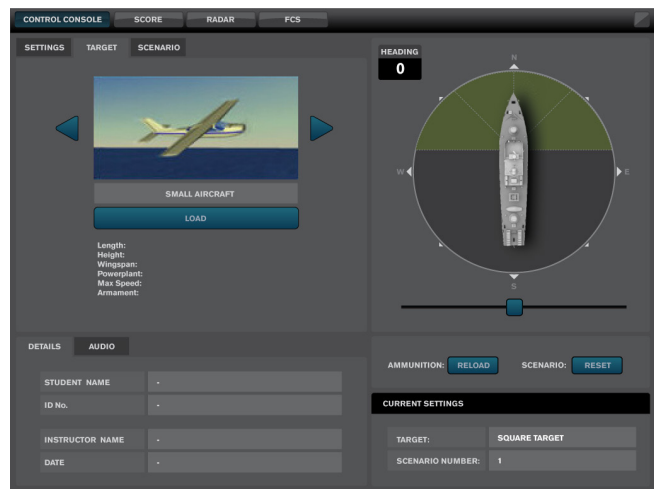 CONTROL CONSOLE SCORE RADAR FCS
SETTINGS TARGET SCENARIO
SMALL AIRCRAFT
LOAD
Length:
Height:
Wingspan:
Powerplant:
Max Speed:
Armament:
HEADING
0
N
W
E
S
DETAILS AUDIO
STUDENT NAME -
ID No. -
INSTRUCTOR NAME -
DATE -
AMMUNITION: RELOAD SCENARIO: RESET
CURRENT SETTINGS
TARGET: SQUARE TARGET
SCENARIO NUMBER: 1